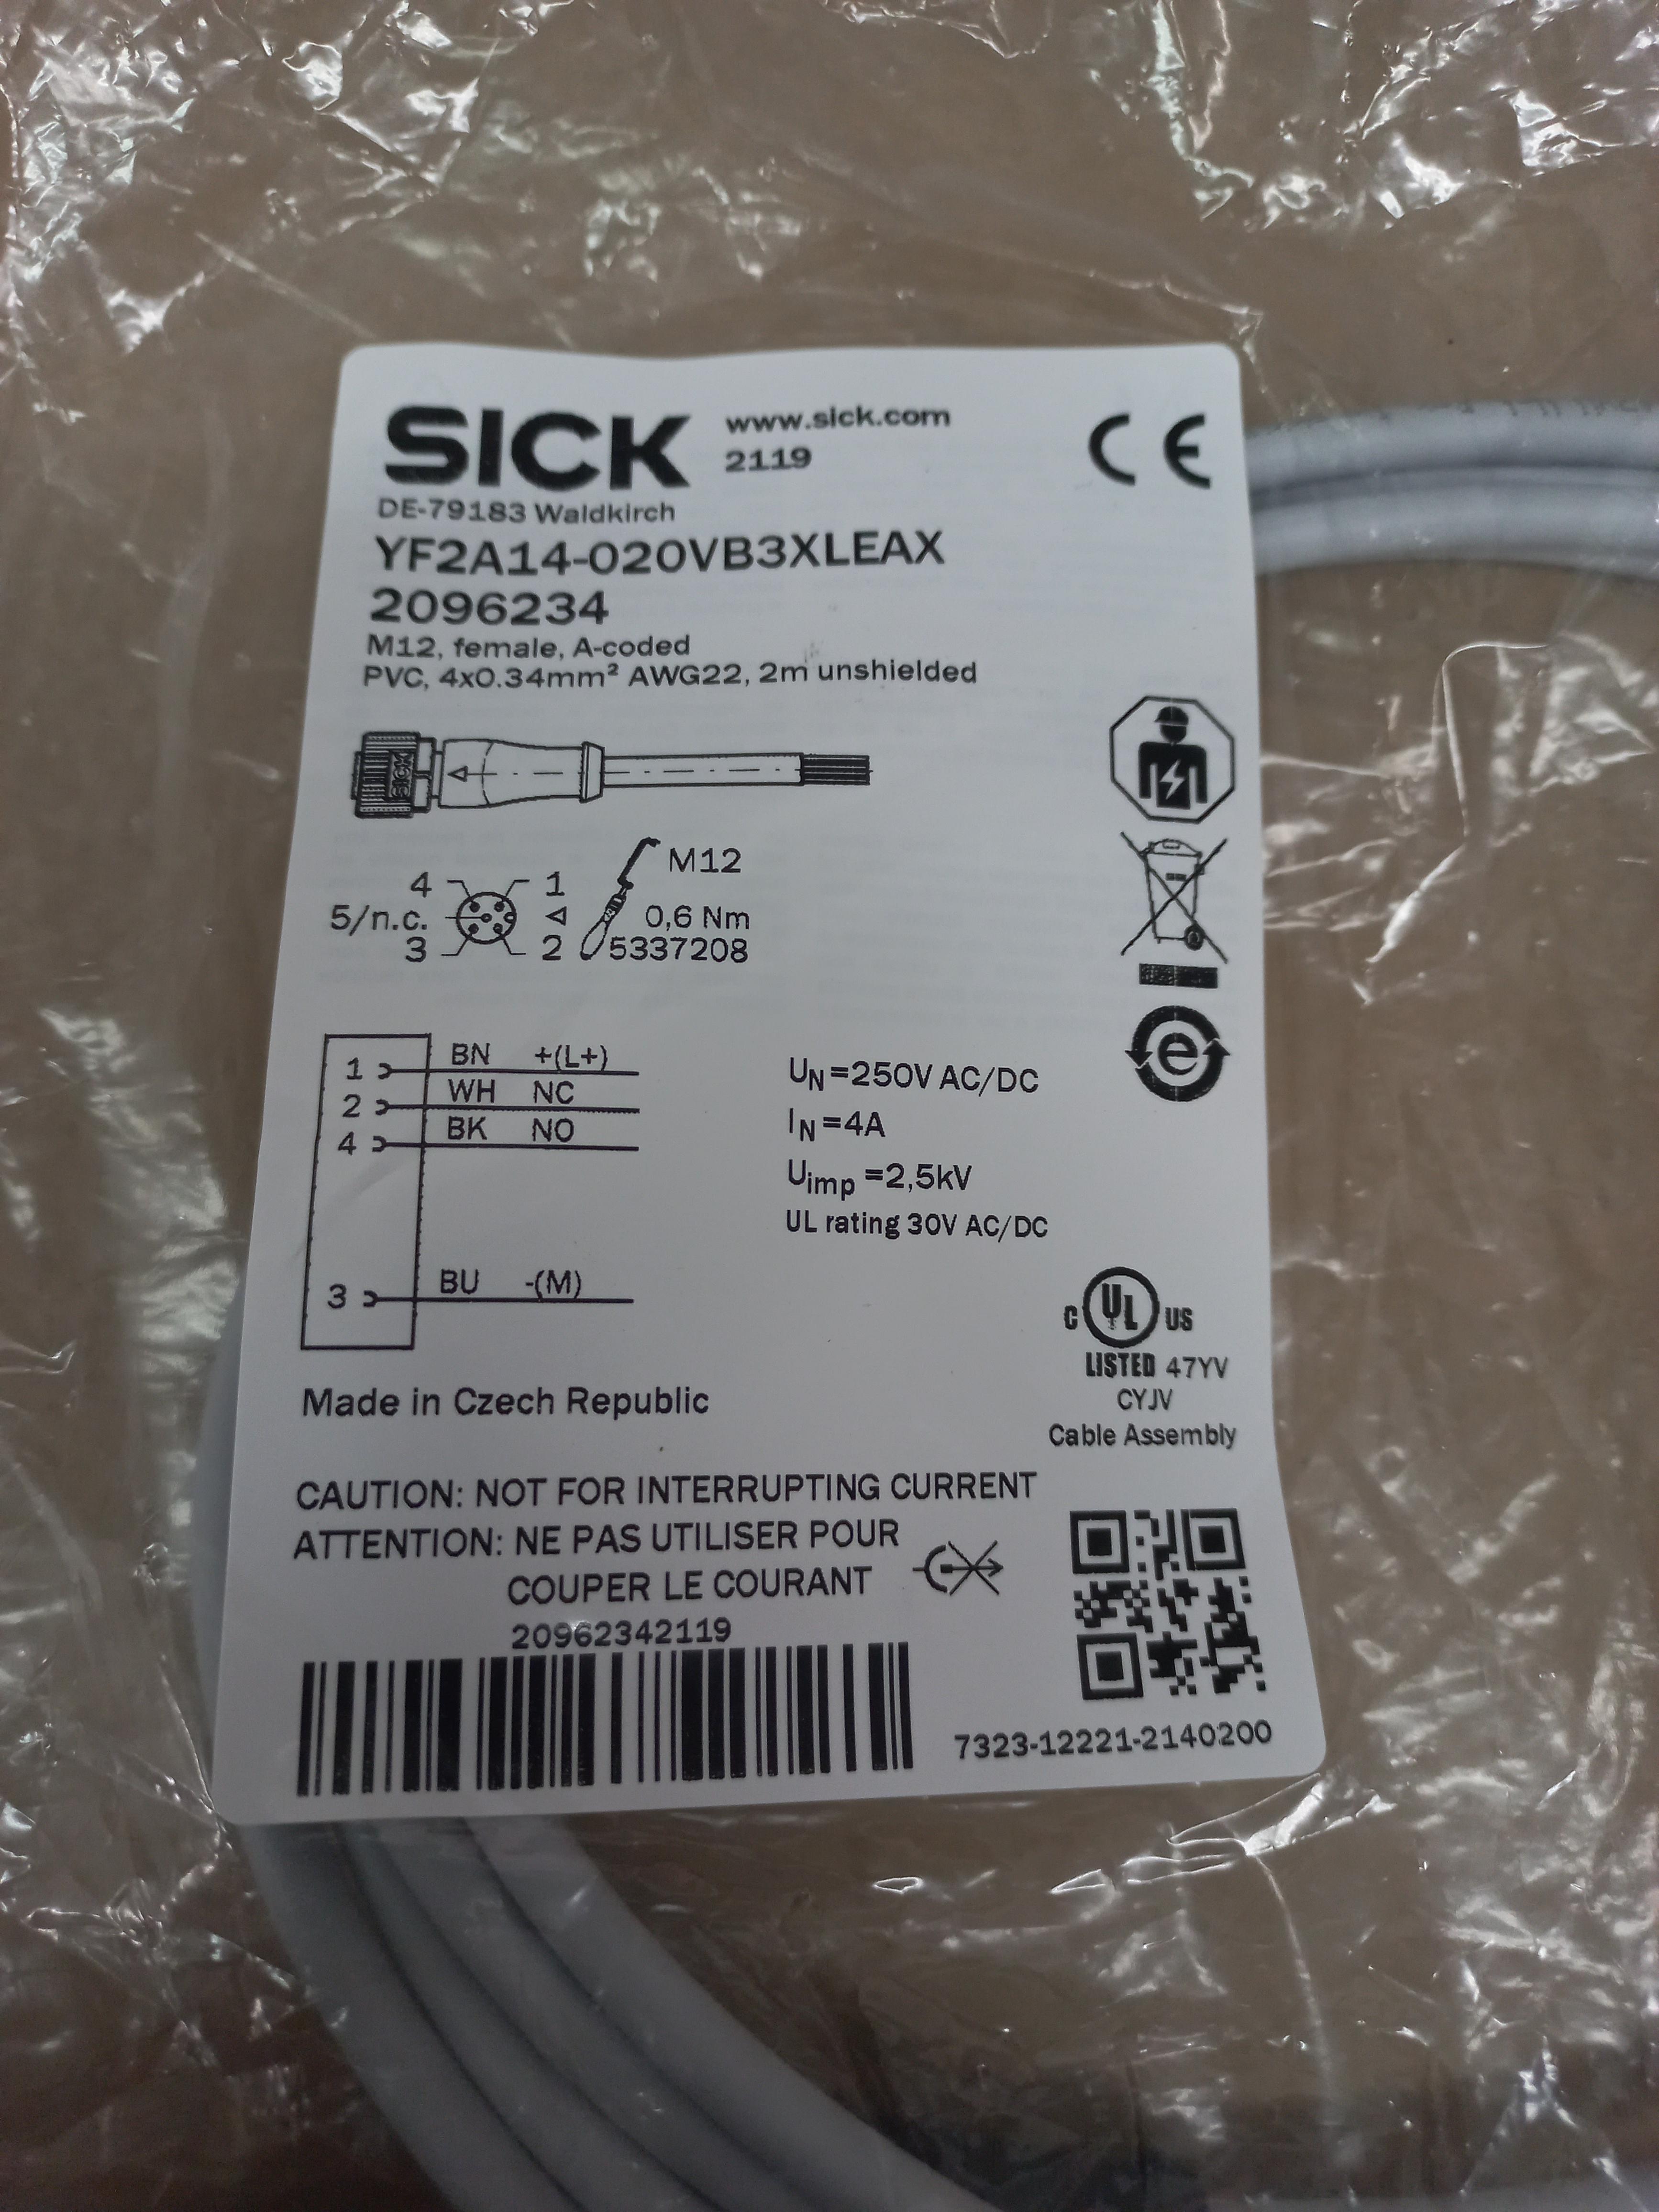 SICK www.sick.com
2119
DE-79183 Waldkirch
YF2A14-020VB3XLEAX
2096234
M12, female, A-coded
PVC, 4x0.34mm² AWG22, 2m unshielded
SICK
4 1 M12
5/n.c. 0,6 Nm
3 2 5337208
1 BN +(L+)
2 WH NC
4 BK NO
3 BU -(M)
UN=250V AC/DC
IN=4A
Uimp=2,5kV
UL rating 30V AC/DC
e
C UL US
LISTED 47YV
CYJV
Cable Assembly
Made in Czech Republic
CAUTION: NOT FOR INTERRUPTING CURRENT
ATTENTION: NE PAS UTILISER POUR
COUPER LE COURANT
20962342119
7323-12221-2140200